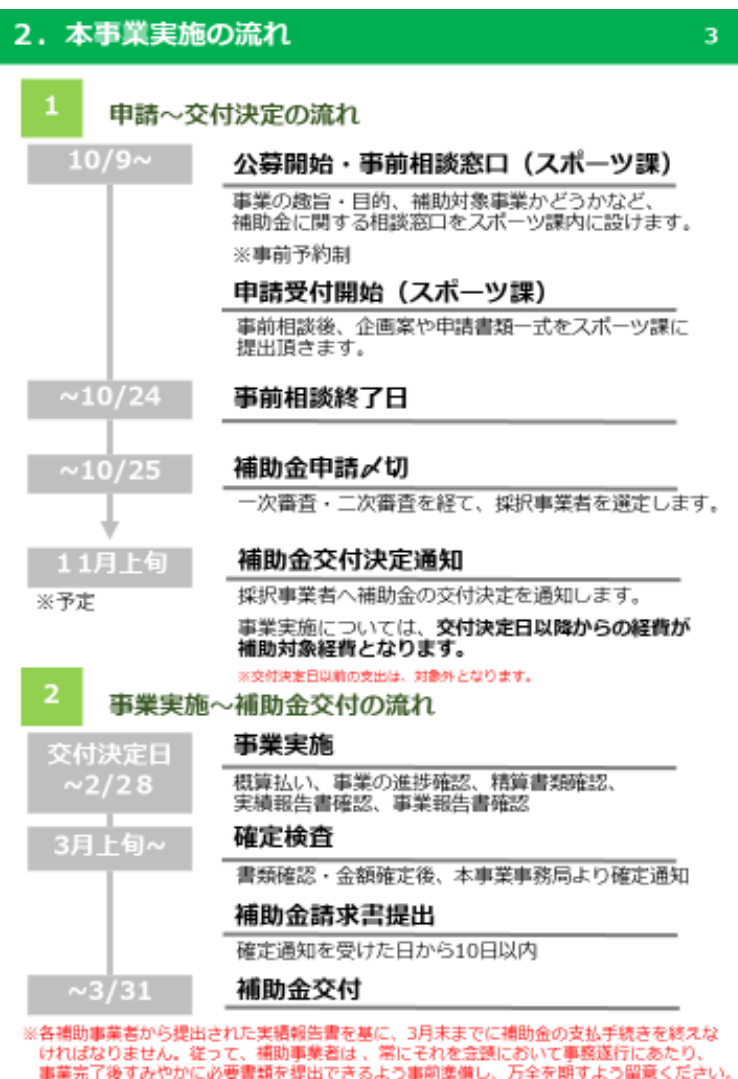 2．本事業実施の流れ
3
1
申請～交付決定の流れ
10/9~
公募開始・事前相談窓口（スポーツ課）
事業の趣旨・目的、補助対象事業かどうかなど、
補助金に関する相談窓口をスポーツ課内に設けます。
※事前予約制
申請受付開始（スポーツ課）
事前相談後、企画案や申請書類一式をスポーツ課に
提出頂きます。
~10/24
事前相談終了日
~10/25
補助金申請〆切
一次審査・二次審査を経て、採択事業者を選定します。
１１月上旬
※予定
補助金交付決定通知
採択事業者へ補助金の交付決定を通知します。
事業実施については、交付決定日以降からの経費が
補助対象経費となります。
※交付決定日以前の支出は、対象外となります。
2
事業実施～補助金交付の流れ
交付決定日
~2/28
事業実施
概算払い、事業の進捗確認、精算書類確認、
実績報告書確認、事業報告書確認
3月上旬~
確定検査
書類確認・金額確定後、本事業事務局より確定通知
補助金請求書提出
確定通知を受けた日から10日以内
~3/31
補助金交付
※各補助事業者から提出された実績報告書を基に、3月末までに補助金の支払手続きを終えな
ければなりません。従って、補助事業者は 、常にそれを念頭において事務遂行にあたり、
事業完了後すみやかに必要書類を提出できるよう事前準備し、万全を期すよう留意ください。